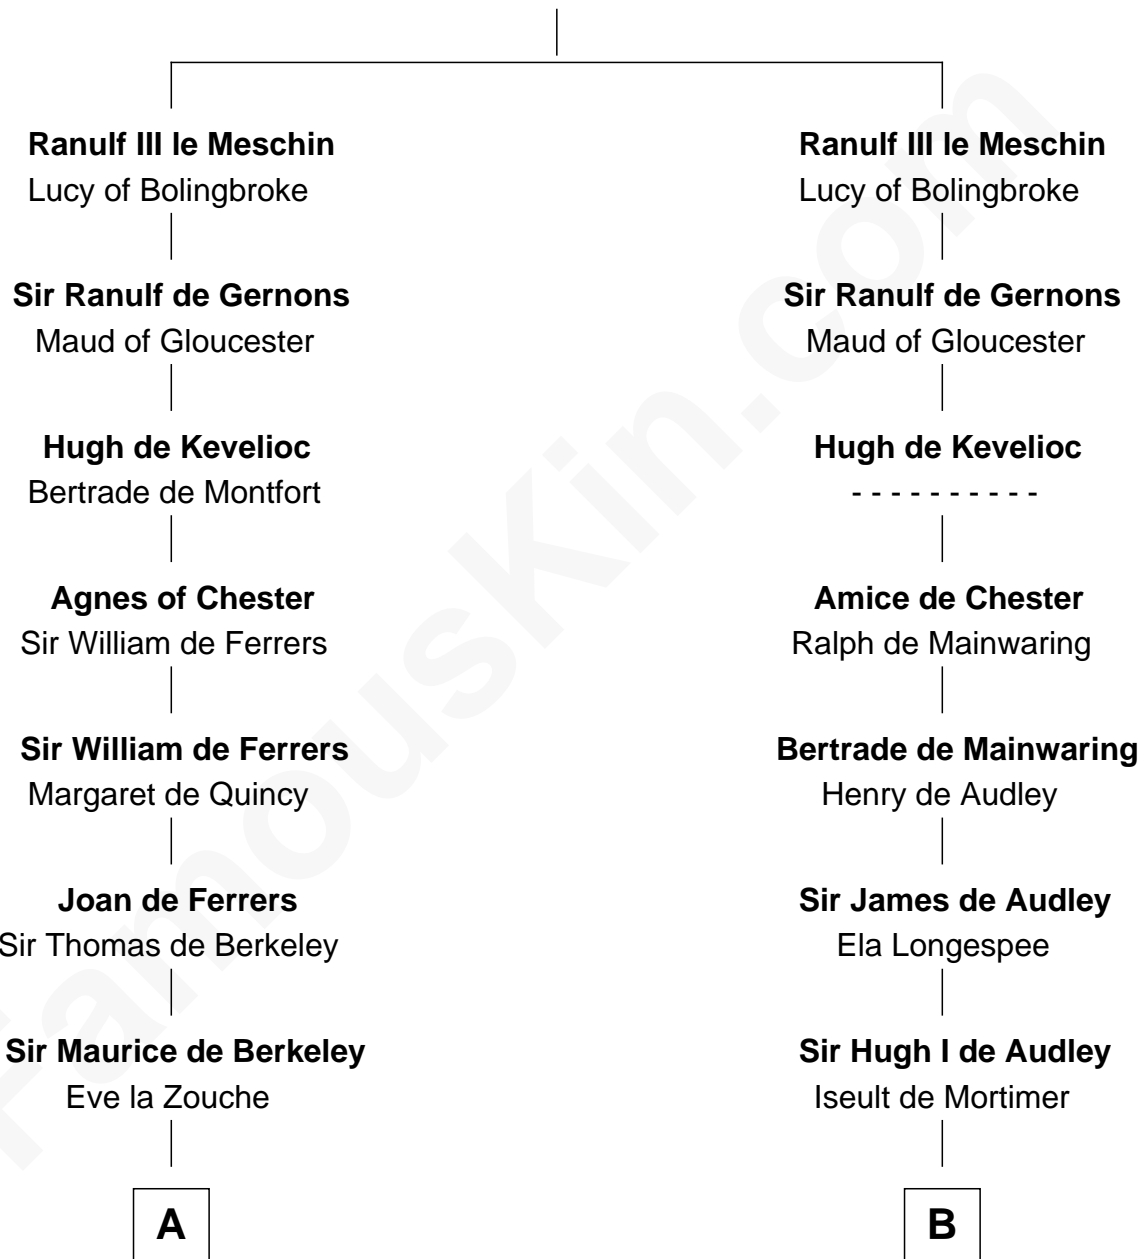 Ranulf III le Meschin
Lucy of Bolingbroke
Sir Ranulf de Gernons
Maud of Gloucester
Hugh de Kevelioc
Bertrade de Montfort
Agnes of Chester
Sir William de Ferrers
Sir William de Ferrers
Margaret de Quincy
Joan de Ferrers
Sir Thomas de Berkeley
Sir Maurice de Berkeley
Eve la Zouche
A
Ranulf III le Meschin
Lucy of Bolingbroke
Sir Ranulf de Gernons
Maud of Gloucester
Hugh de Kevelioc
- - - - - - - - - -
Amice de Chester
Ralph de Mainwaring
Bertrade de Mainwaring
Henry de Audley
Sir James de Audley
Ela Longespee
Sir Hugh I de Audley
Iseult de Mortimer
B
FamousKin.com